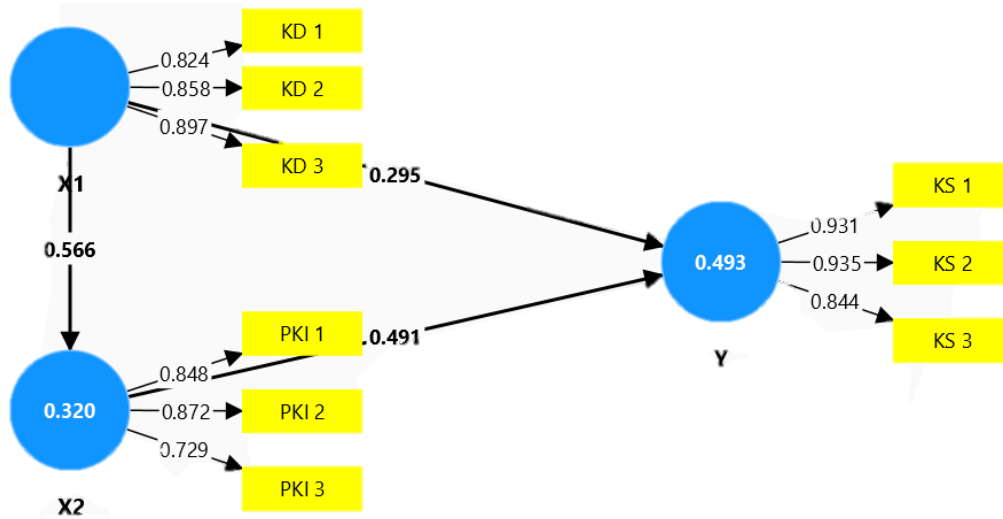 KD 1
0.824
0.858
KD 2
0.897
KD 3
X1
0.295
0.566
KS 1
0.931
0.493
0.935
KS 2
0.844
KS 3
Y
PKI 1
0.491
0.848
0.320
0.872
PKI 2
0.729
PKI 3
X2